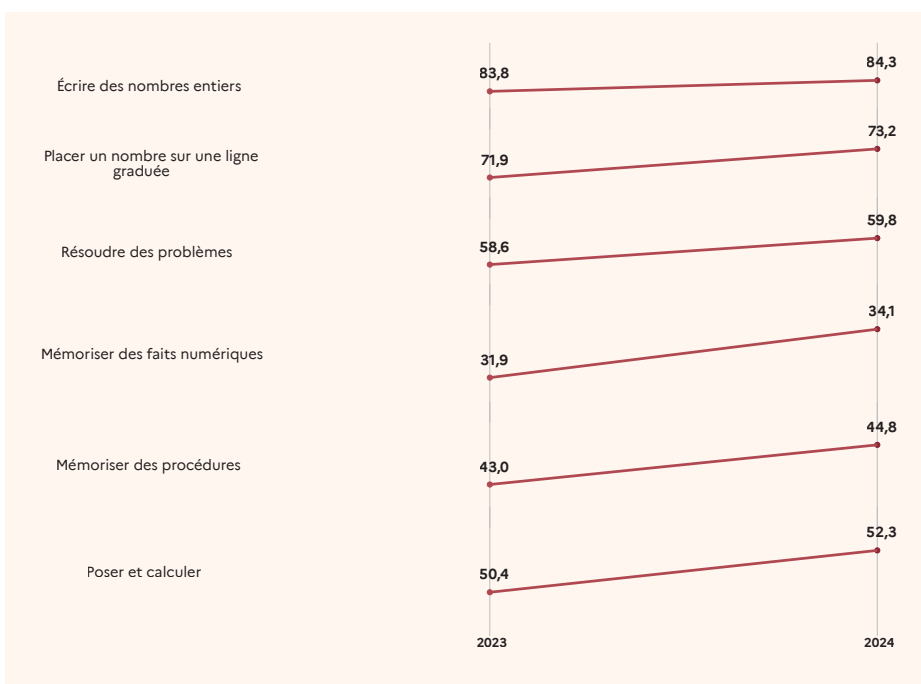 84,3
Écrire des nombres entiers
83,8
73,2
Placer un nombre sur une ligne
graduée
71,9
59,8
Résoudre des problèmes
58,6
34,1
Mémoriser des faits numériques
31,9
44,8
Mémoriser des procédures
43,0
52,3
Poser et calculer
50,4
2023
2024